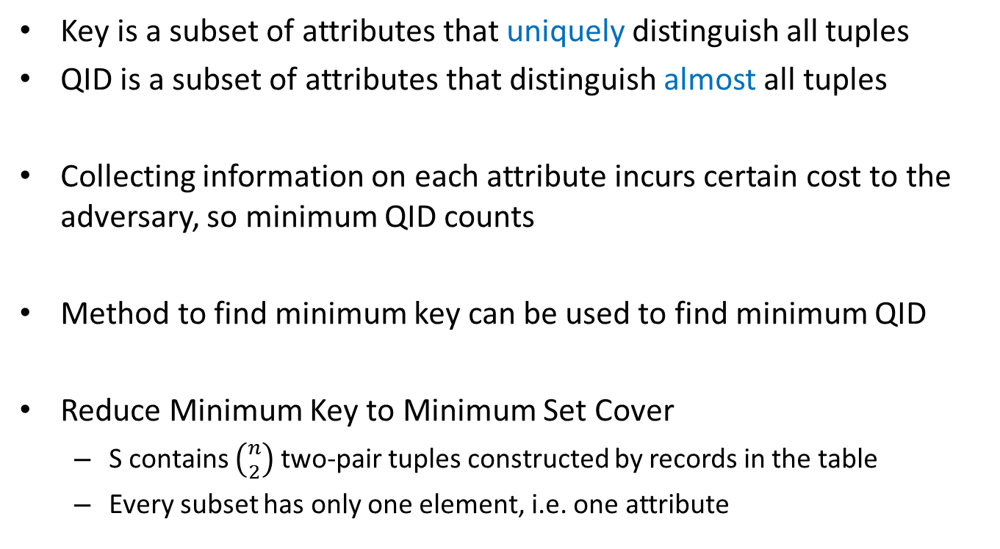 • Key is a subset of attributes that uniquely distinguish all tuples
• QID is a subset of attributes that distinguish almost all tuples
• Collecting information on each attribute incurs certain cost to the
adversary, so minimum QID counts
• Method to find minimum key can be used to find minimum QID
• Reduce Minimum Key to Minimum Set Cover
– S contains (n 2) two-pair tuples constructed by records in the table
– Every subset has only one element, i.e. one attribute